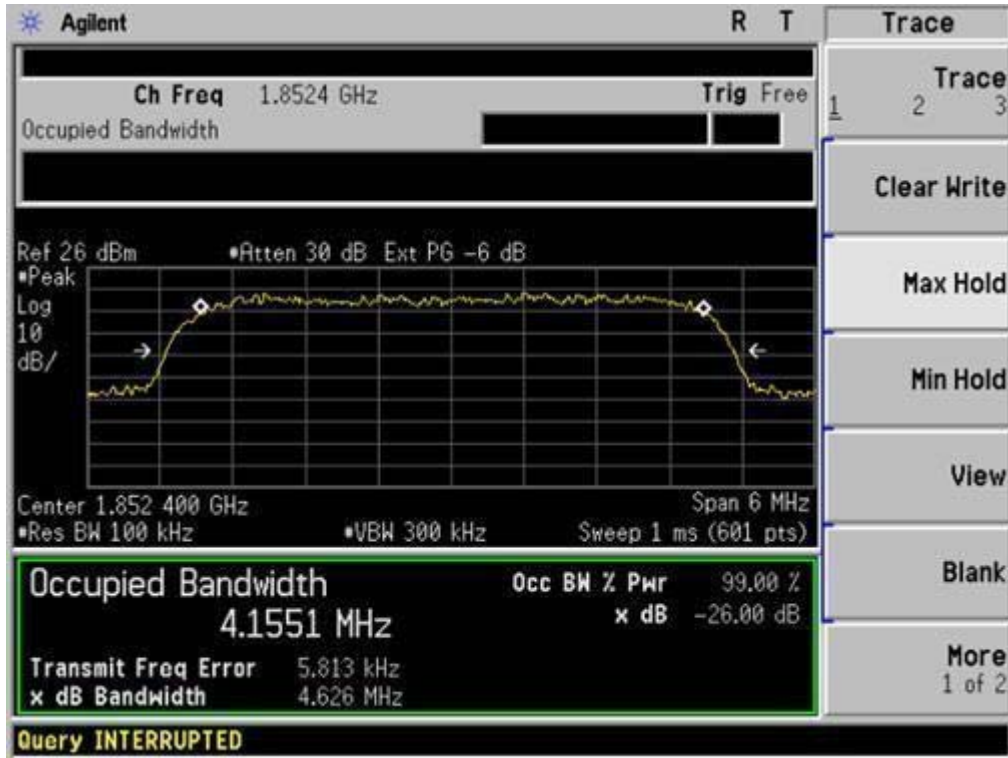 Agilent R T Trace
Ch Freq 1.8524 GHz Trig Free
Occupied Bandwidth
Trace
1 2 3
Clear Write
Max Hold
Min Hold
View
Blank
More
1 of 2
Ref 26 dBm •Atten 30 dB Ext PG -6 dB
•Peak
Log
10
dB/
Center 1.852 400 GHz Span 6 MHz
•Res BW 100 kHz •VBW 300 kHz Sweep 1 ms (601 pts)
Occupied Bandwidth Occ BW % Pwr 99.00 %
4.1551 MHz x dB -26.00 dB
Transmit Freq Error 5.813 kHz
x dB Bandwidth 4.626 MHz
Query INTERRUPTED